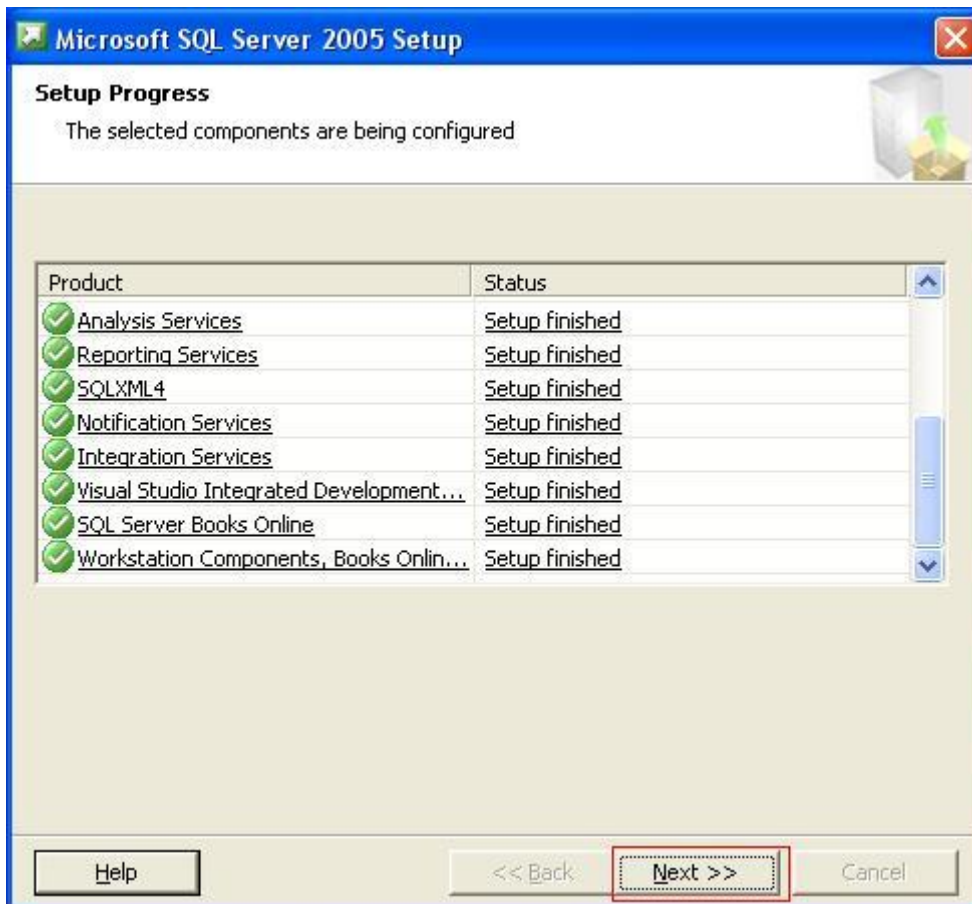 Microsoft SQL Server 2005 Setup
Setup Progress
The selected components are being configured
Product Status
Analysis Services Setup finished
Reporting Services Setup finished
SQLXML4 Setup finished
Notification Services Setup finished
Integration Services Setup finished
Visual Studio Integrated Development... Setup finished
SQL Server Books Online Setup finished
Workstation Components, Books Onlin... Setup finished
Help << Back Next >> Cancel